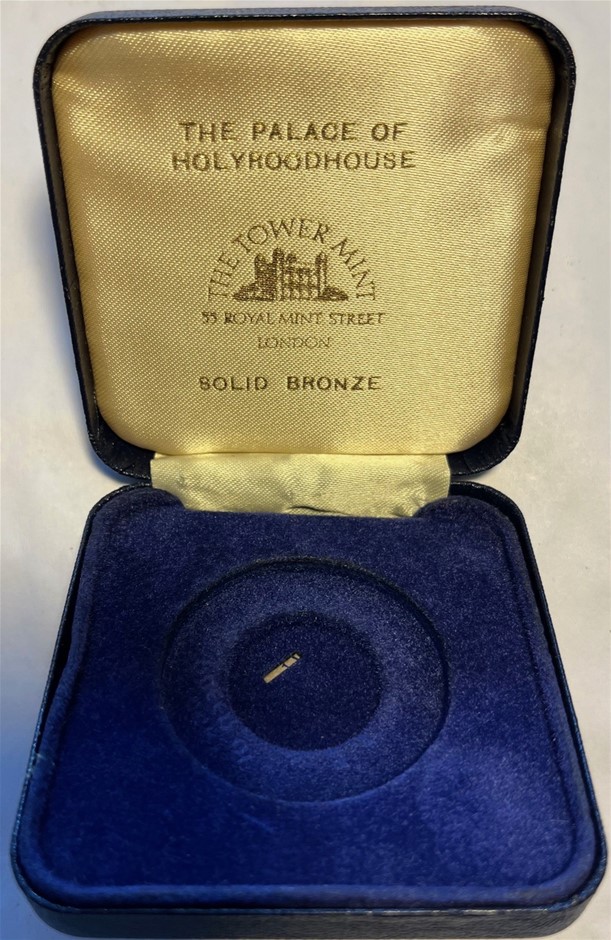 THE PALACE OF
HOLYROODHOUSE
THE TOWER MINT
55 ROYAL MINT STREET
LONDON
SOLID BRONZE